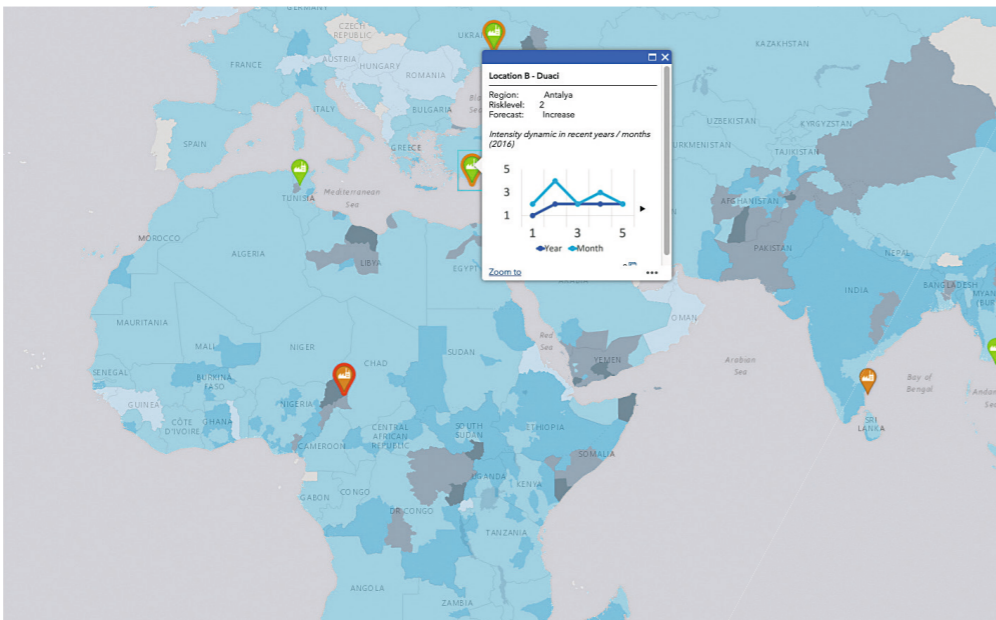 GERMANY
CZECH
REPUBLIC
FRANCE
AUSTRIA
HUNGARY
ROMANIA
ITALY
BULGARIA
SPAIN
GREECE
KAZAKHSTAN
UZBEKISTAN
KYRGYZSTAN
TAJIKISTAN
Location B - Duaci
Region: Antalya
Risklevel: 2
Forecast: Increase
Intensity dynamic in recent years / months
(2016)
5
3
1
1 3 5
Year Month
Zoom to
TUNISIA
Mediterranean
Sea
MOROCCO
ALGERIA
LIBYA
EGYPT
AFGHANISTAN
PAKISTAN
NEPAL
INDIA
BANGLADESH
OMAN
Red
Sea
YEMEN
Arabian
Sea
Bay of
Bengal
SRI
LANKA
MAURITANIA
MALI
NIGER
CHAD
SUDAN
SENEGAL
BURKINA
FASO
GUINEA
NIGERIA
CÔTE
D'IVOIRE
GHANA
CENTRAL
AFRICAN
REPUBLIC
SOUTH
SUDAN
ETHIOPIA
CAMEROON
SOMALIA
UGANDA
KENYA
GABON
CONGO
DR CONGO
TANZANIA
ANGOLA
ZAMBIA